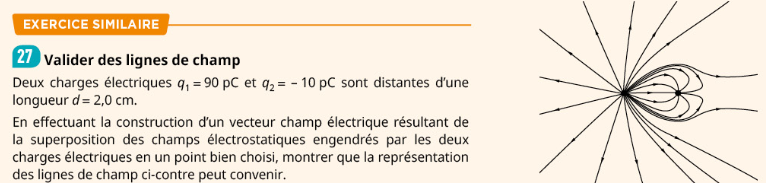 EXERCICE SIMILAIRE
27 Valider des lignes de champ
Deux charges électriques q₁ = 90 pC et q₂ = – 10 pC sont distantes d'une
longueur d = 2,0 cm.
En effectuant la construction d'un vecteur champ électrique résultant de
la superposition des champs électrostatiques engendrés par les deux
charges électriques en un point bien choisi, montrer que la représentation
des lignes de champ ci-contre peut convenir.